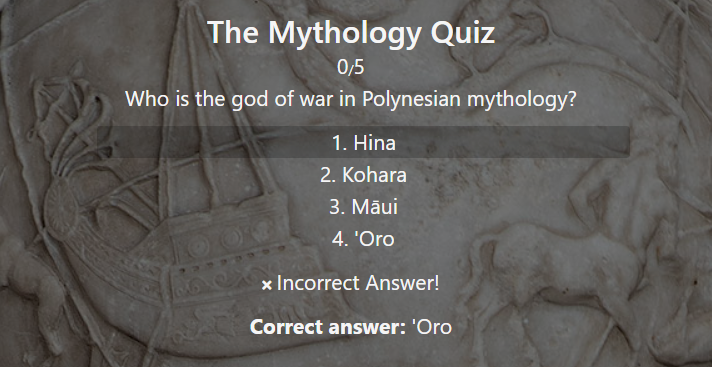 The Mythology Quiz
0/5
Who is the god of war in Polynesian mythology?
1. Hina
2. Kohara
3. Māui
4. 'Oro
× Incorrect Answer!
Correct answer: 'Oro